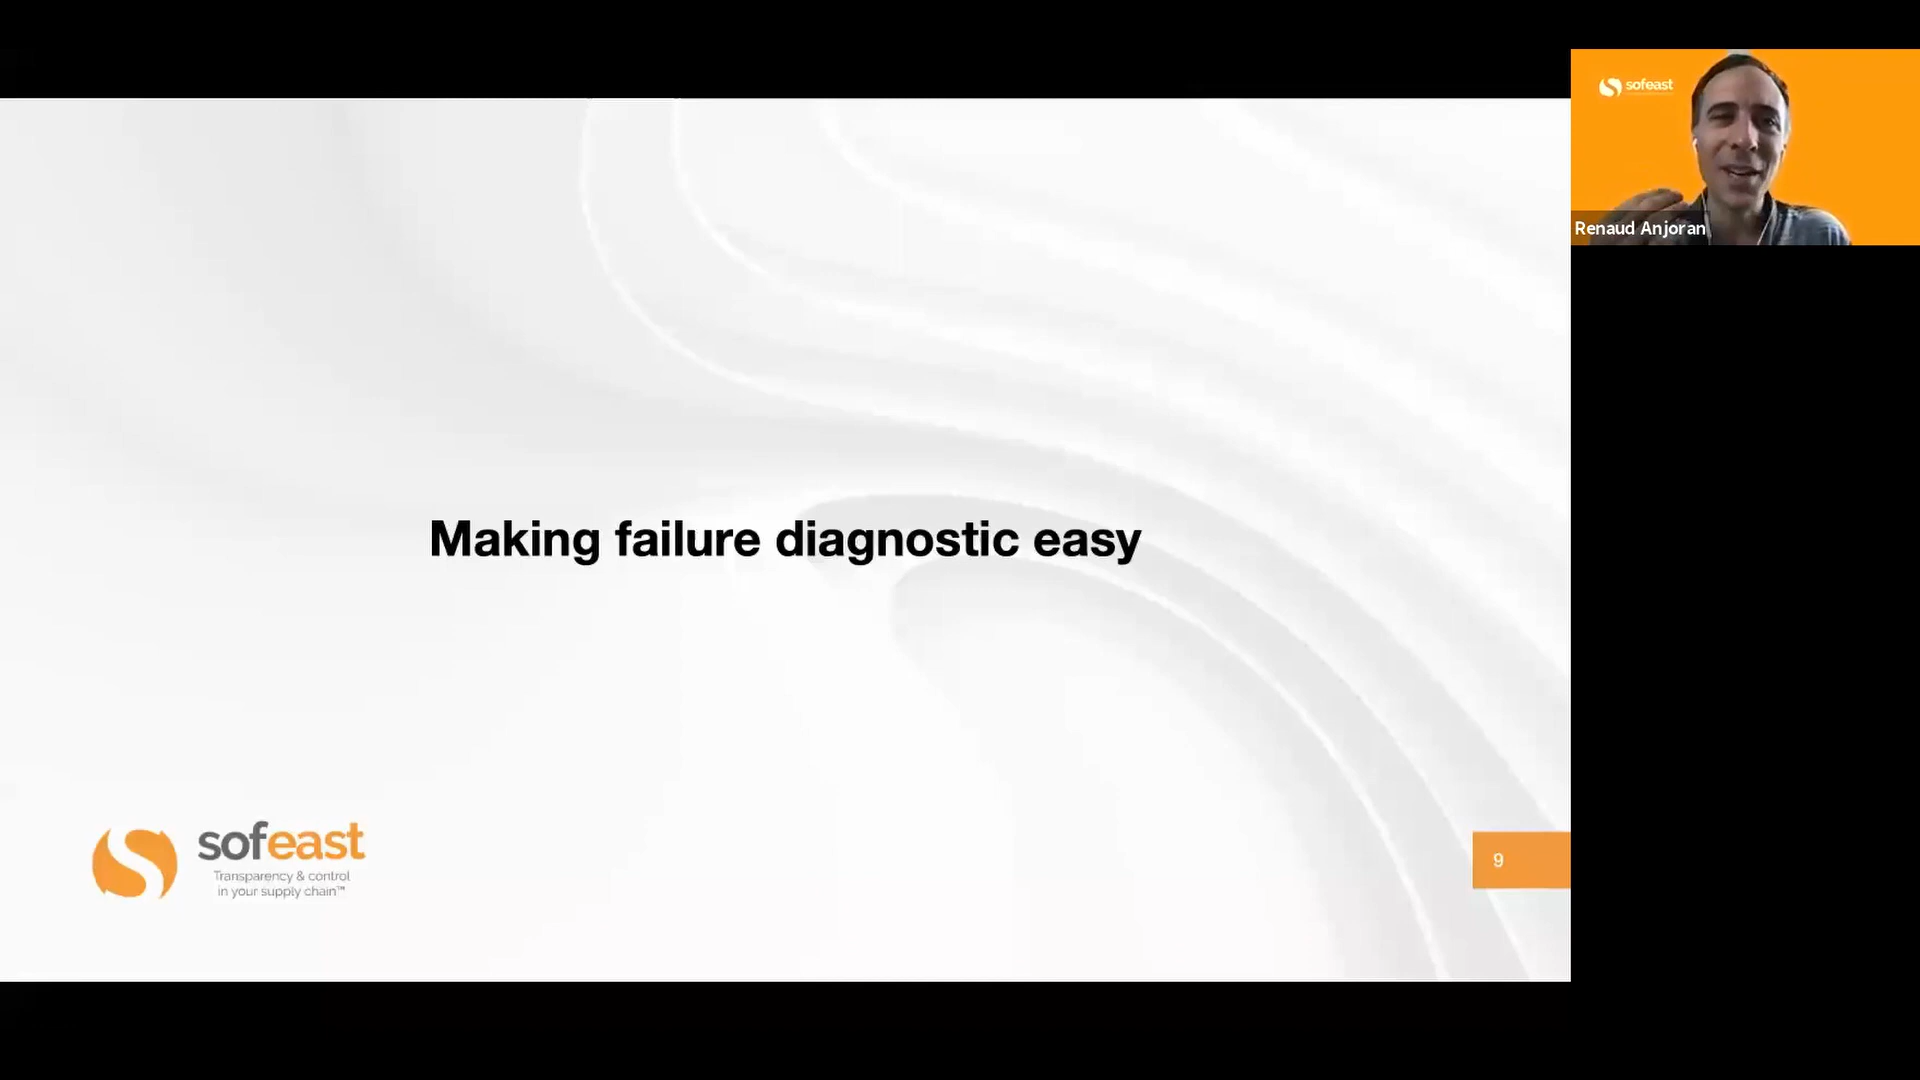 sofeast
Renaud Anjoran
Making failure diagnostic easy
sofeast
Transparency & control
in your supply chain™
9